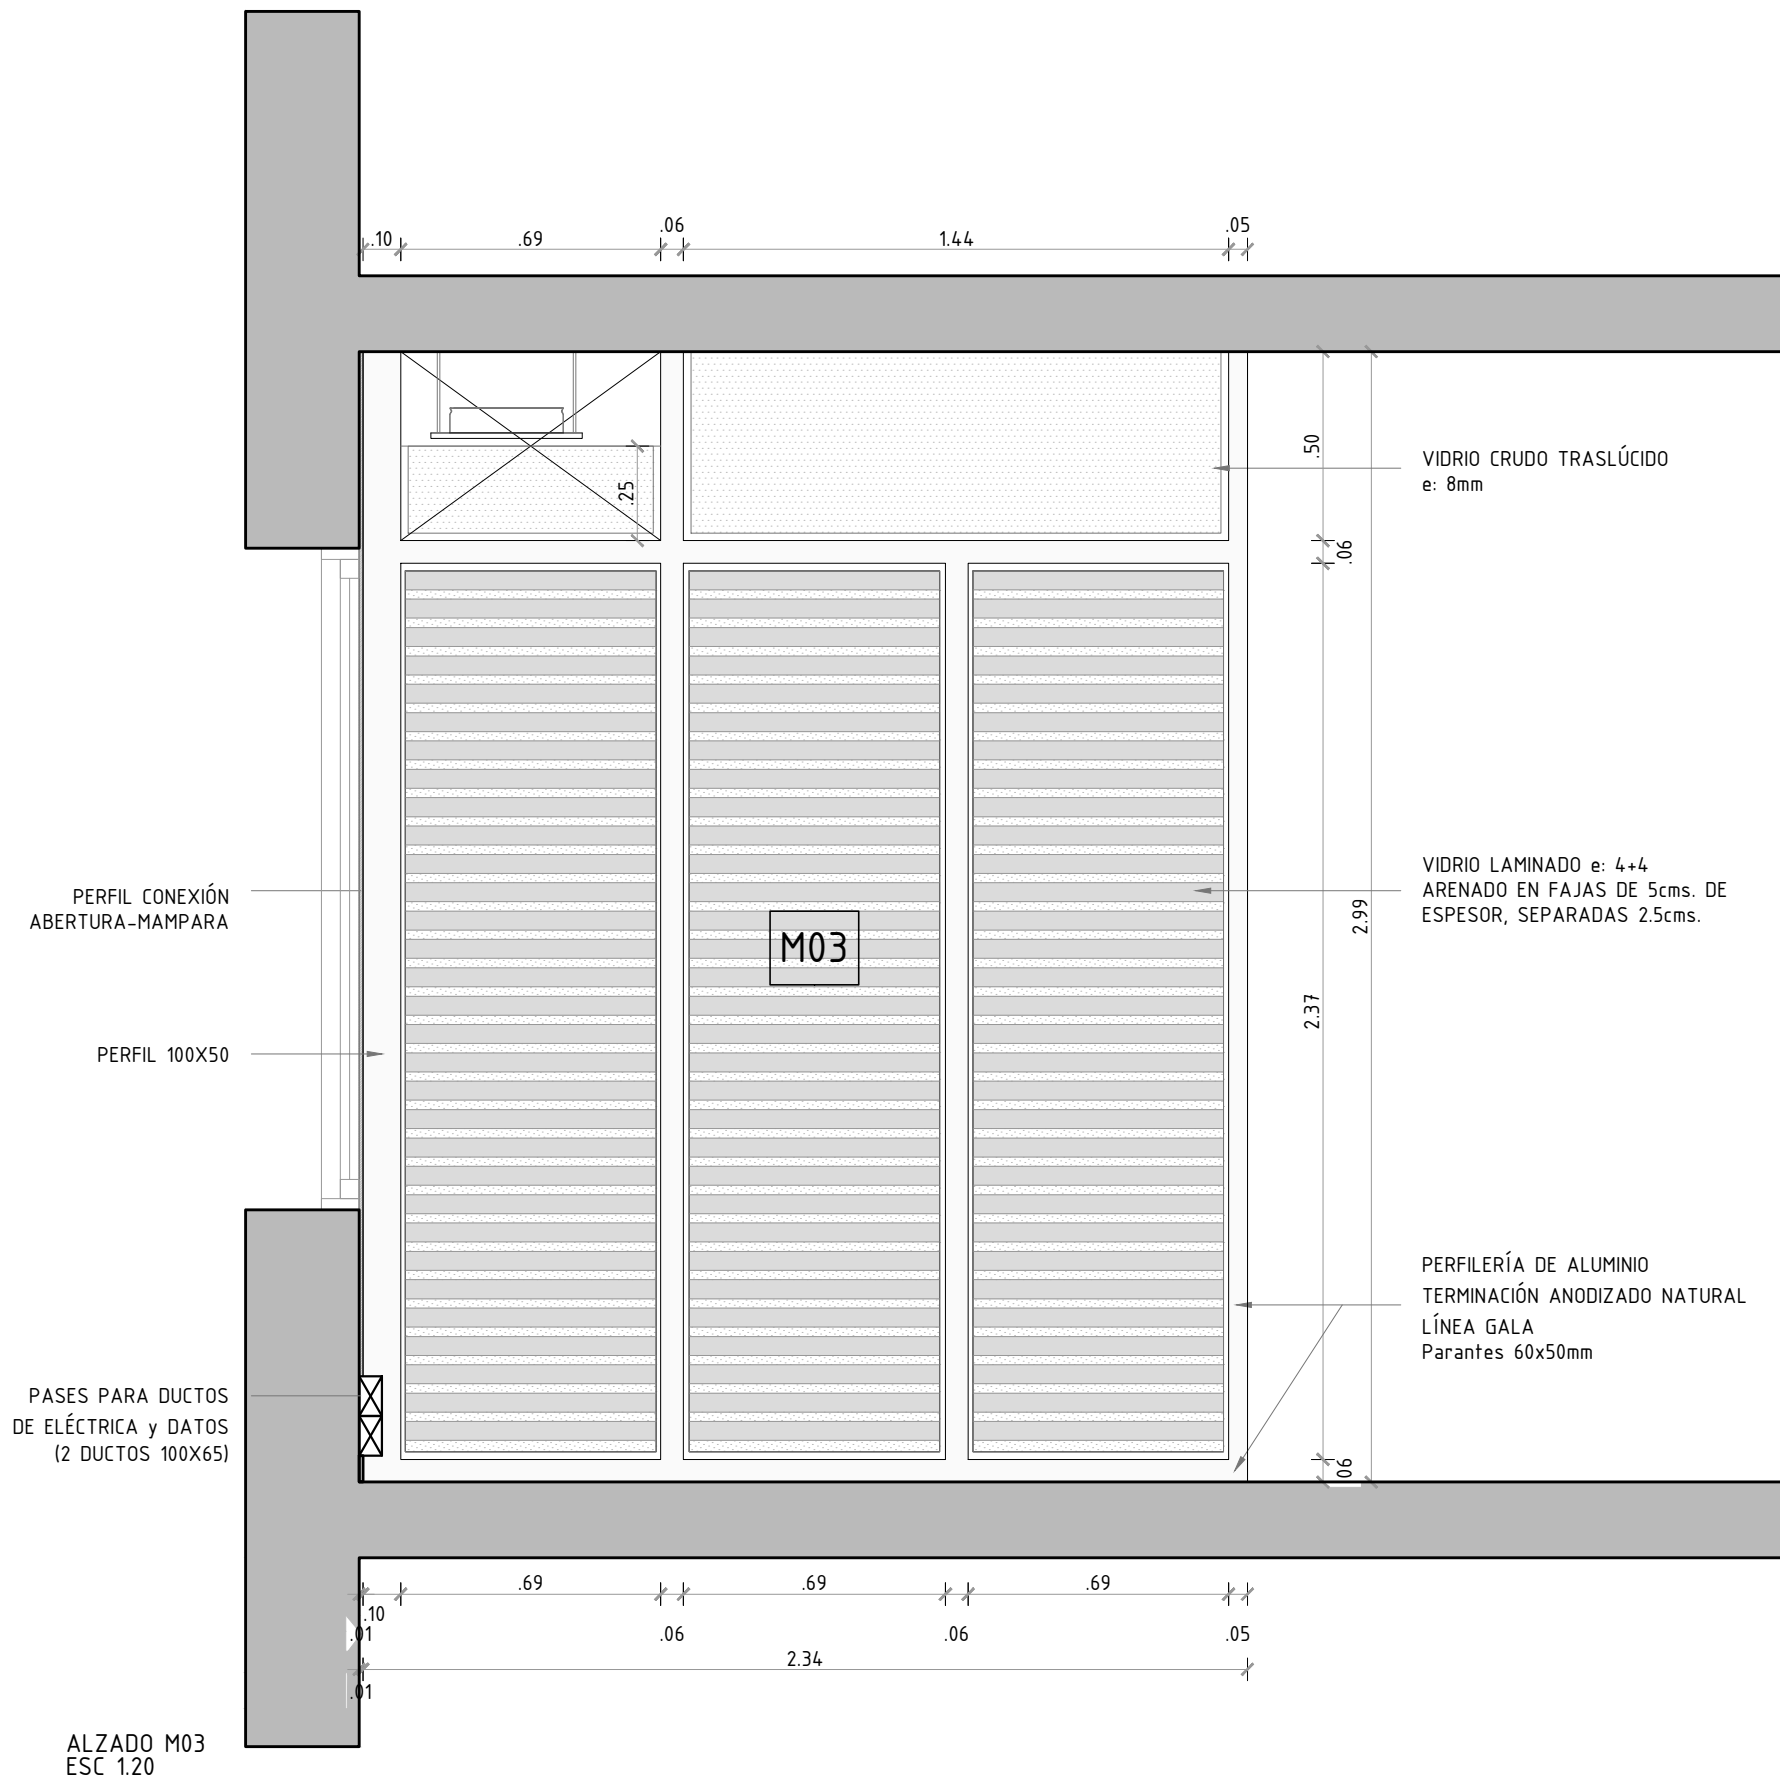 .06
.05
.10
.69
1.44
.50
VIDRIO CRUDO TRASLÚCIDO
e: 8mm
.25
.06
VIDRIO LAMINADO e: 4+4
ARENADO EN FAJAS DE 5cms. DE
ESPESOR, SEPARADAS 2.5cms.
PERFIL CONEXIÓN
ABERTURA-MAMPARA
2.99
M03
2.37
PERFIL 100X50
PERFILERÍA DE ALUMINIO
TERMINACIÓN ANODIZADO NATURAL
LÍNEA GALA
Parantes 60x50mm
PASES PARA DUCTOS
DE ELÉCTRICA y DATOS
(2 DUCTOS 100X65)
.06
.69
.69
.69
.10
.01
.06
.06
.05
2.34
.01
ALZADO M03
ESC 1.20